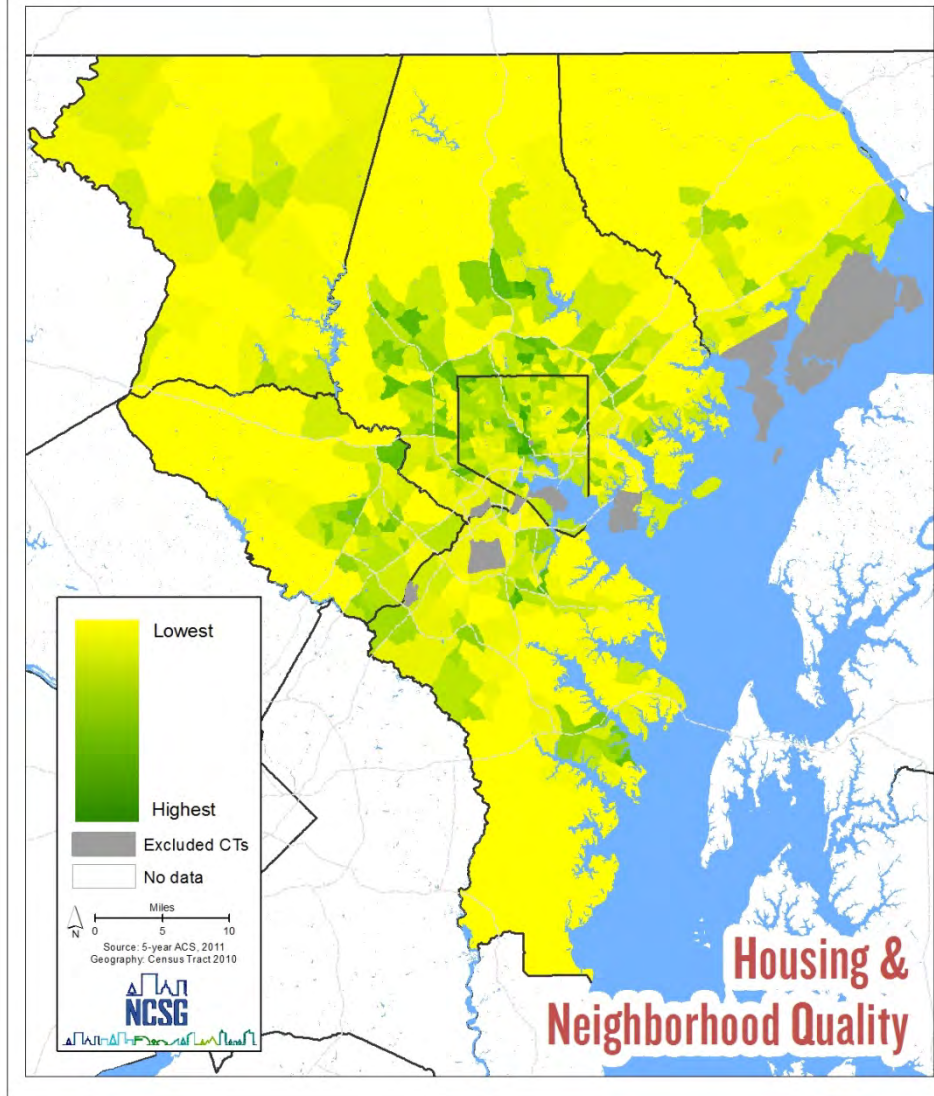 Lowest
Highest
Excluded CTs
No data
Miles
N
0 5 10
Source: 5-year ACS, 2011
Geography: Census Tract 2010
NCSG
Housing &
Neighborhood Quality